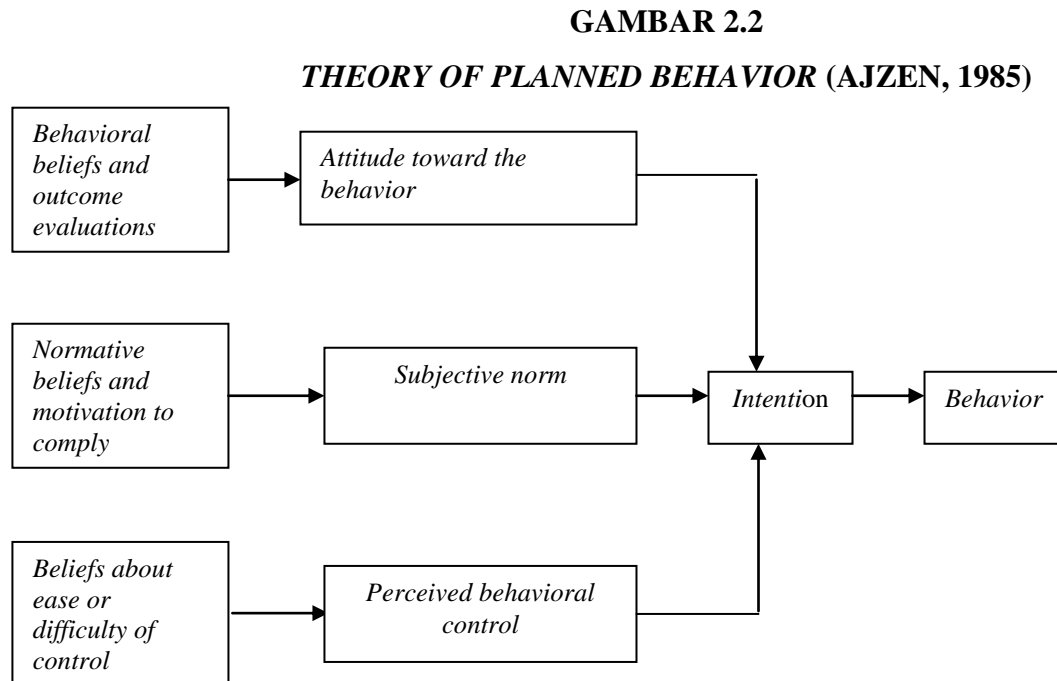 GAMBAR 2.2
THEORY OF PLANNED BEHAVIOR (AJZEN, 1985)
Behavioral
beliefs and
outcome
evaluations
Attitude toward the
behavior
Normative
beliefs and
motivation to
comply
Subjective norm
Intention
Behavior
Beliefs about
ease or
difficulty of
control
Perceived behavioral
control